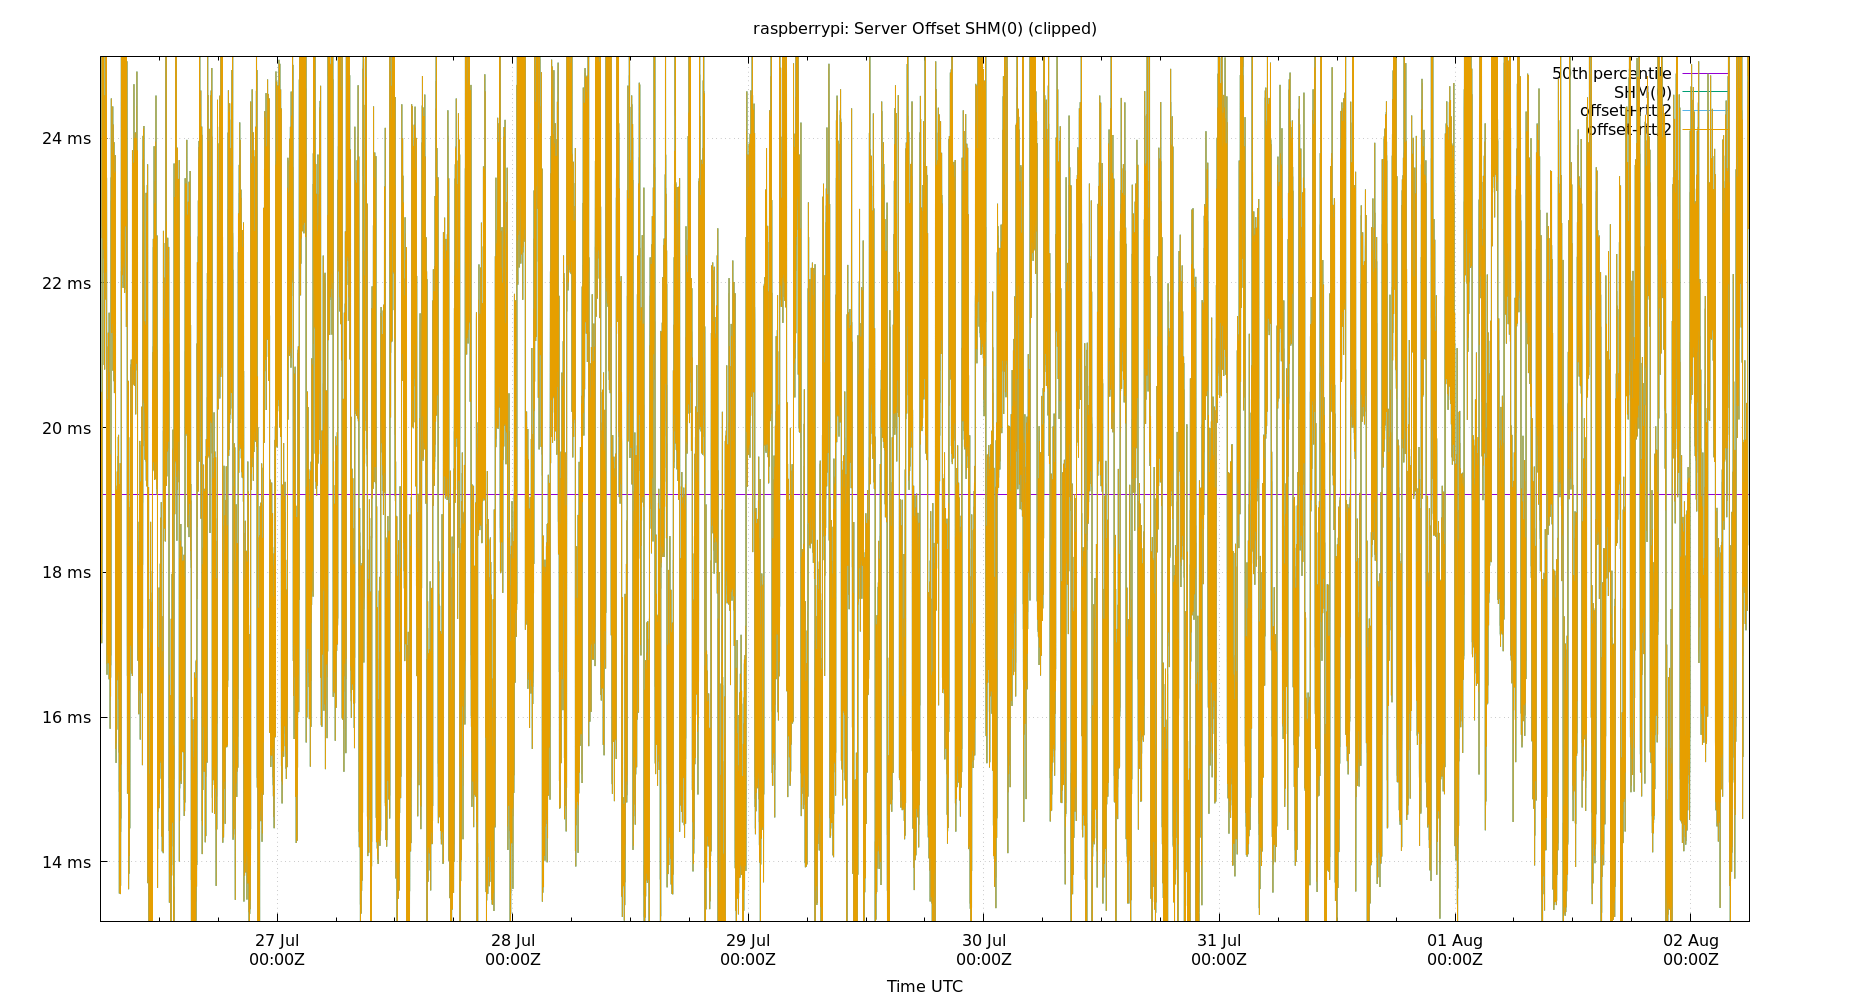 raspberrypi: Server Offset SHM(0) (clipped)
50th percentile
SHM(0)
offset+rtt/2
offset-rtt/2
24 ms
22 ms
20 ms
18 ms
16 ms
14 ms
27 Jul 28 Jul 29 Jul 30 Jul 31 Jul 01 Aug 02 Aug
00:00Z 00:00Z 00:00Z 00:00Z 00:00Z 00:00Z 00:00Z
Time UTC